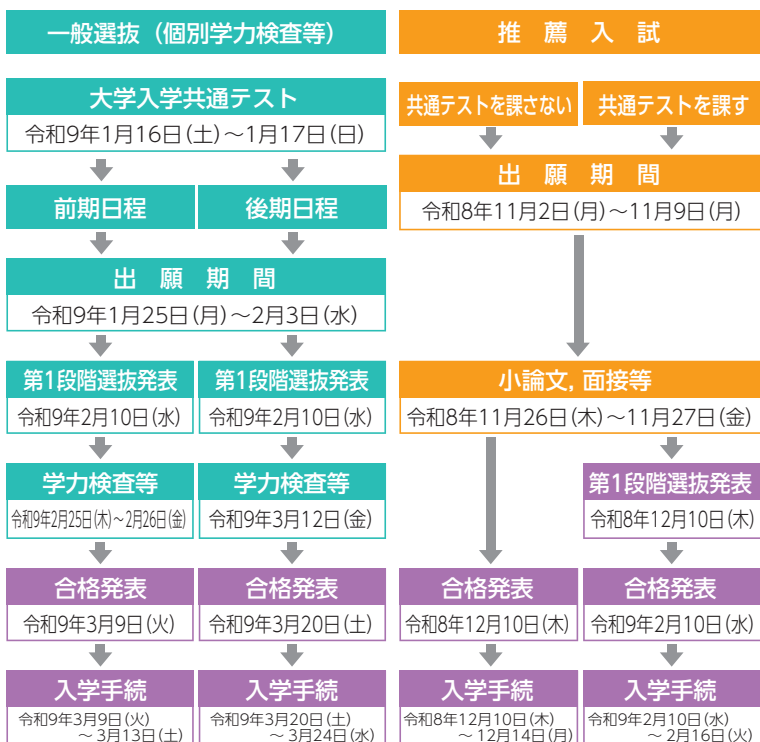 一般選抜（個別学力検査等）
大学入学共通テスト
令和9年1月16日(土)～1月17日(日)
前期日程
後期日程
出願期間
令和9年1月25日(月)～2月3日(水)
第1段階選抜発表
令和9年2月10日(水)
第1段階選抜発表
令和9年2月10日(水)
学力検査等
令和9年2月25日(木)～2月26日(金)
学力検査等
令和9年3月12日(金)
合格発表
令和9年3月9日(火)
合格発表
令和9年3月20日(土)
入学手続
令和9年3月9日(火)
～3月13日(土)
入学手続
令和9年3月20日(土)
～3月24日(水)
推薦入試
共通テストを課さない
共通テストを課す
出願期間
令和8年11月2日(月)～11月9日(月)
小論文，面接等
令和8年11月26日(木)～11月27日(金)
第1段階選抜発表
令和8年12月10日(木)
合格発表
令和8年12月10日(木)
合格発表
令和9年2月10日(水)
入学手続
令和8年12月10日(木)
～12月14日(月)
入学手続
令和9年2月10日(水)
～2月16日(火)